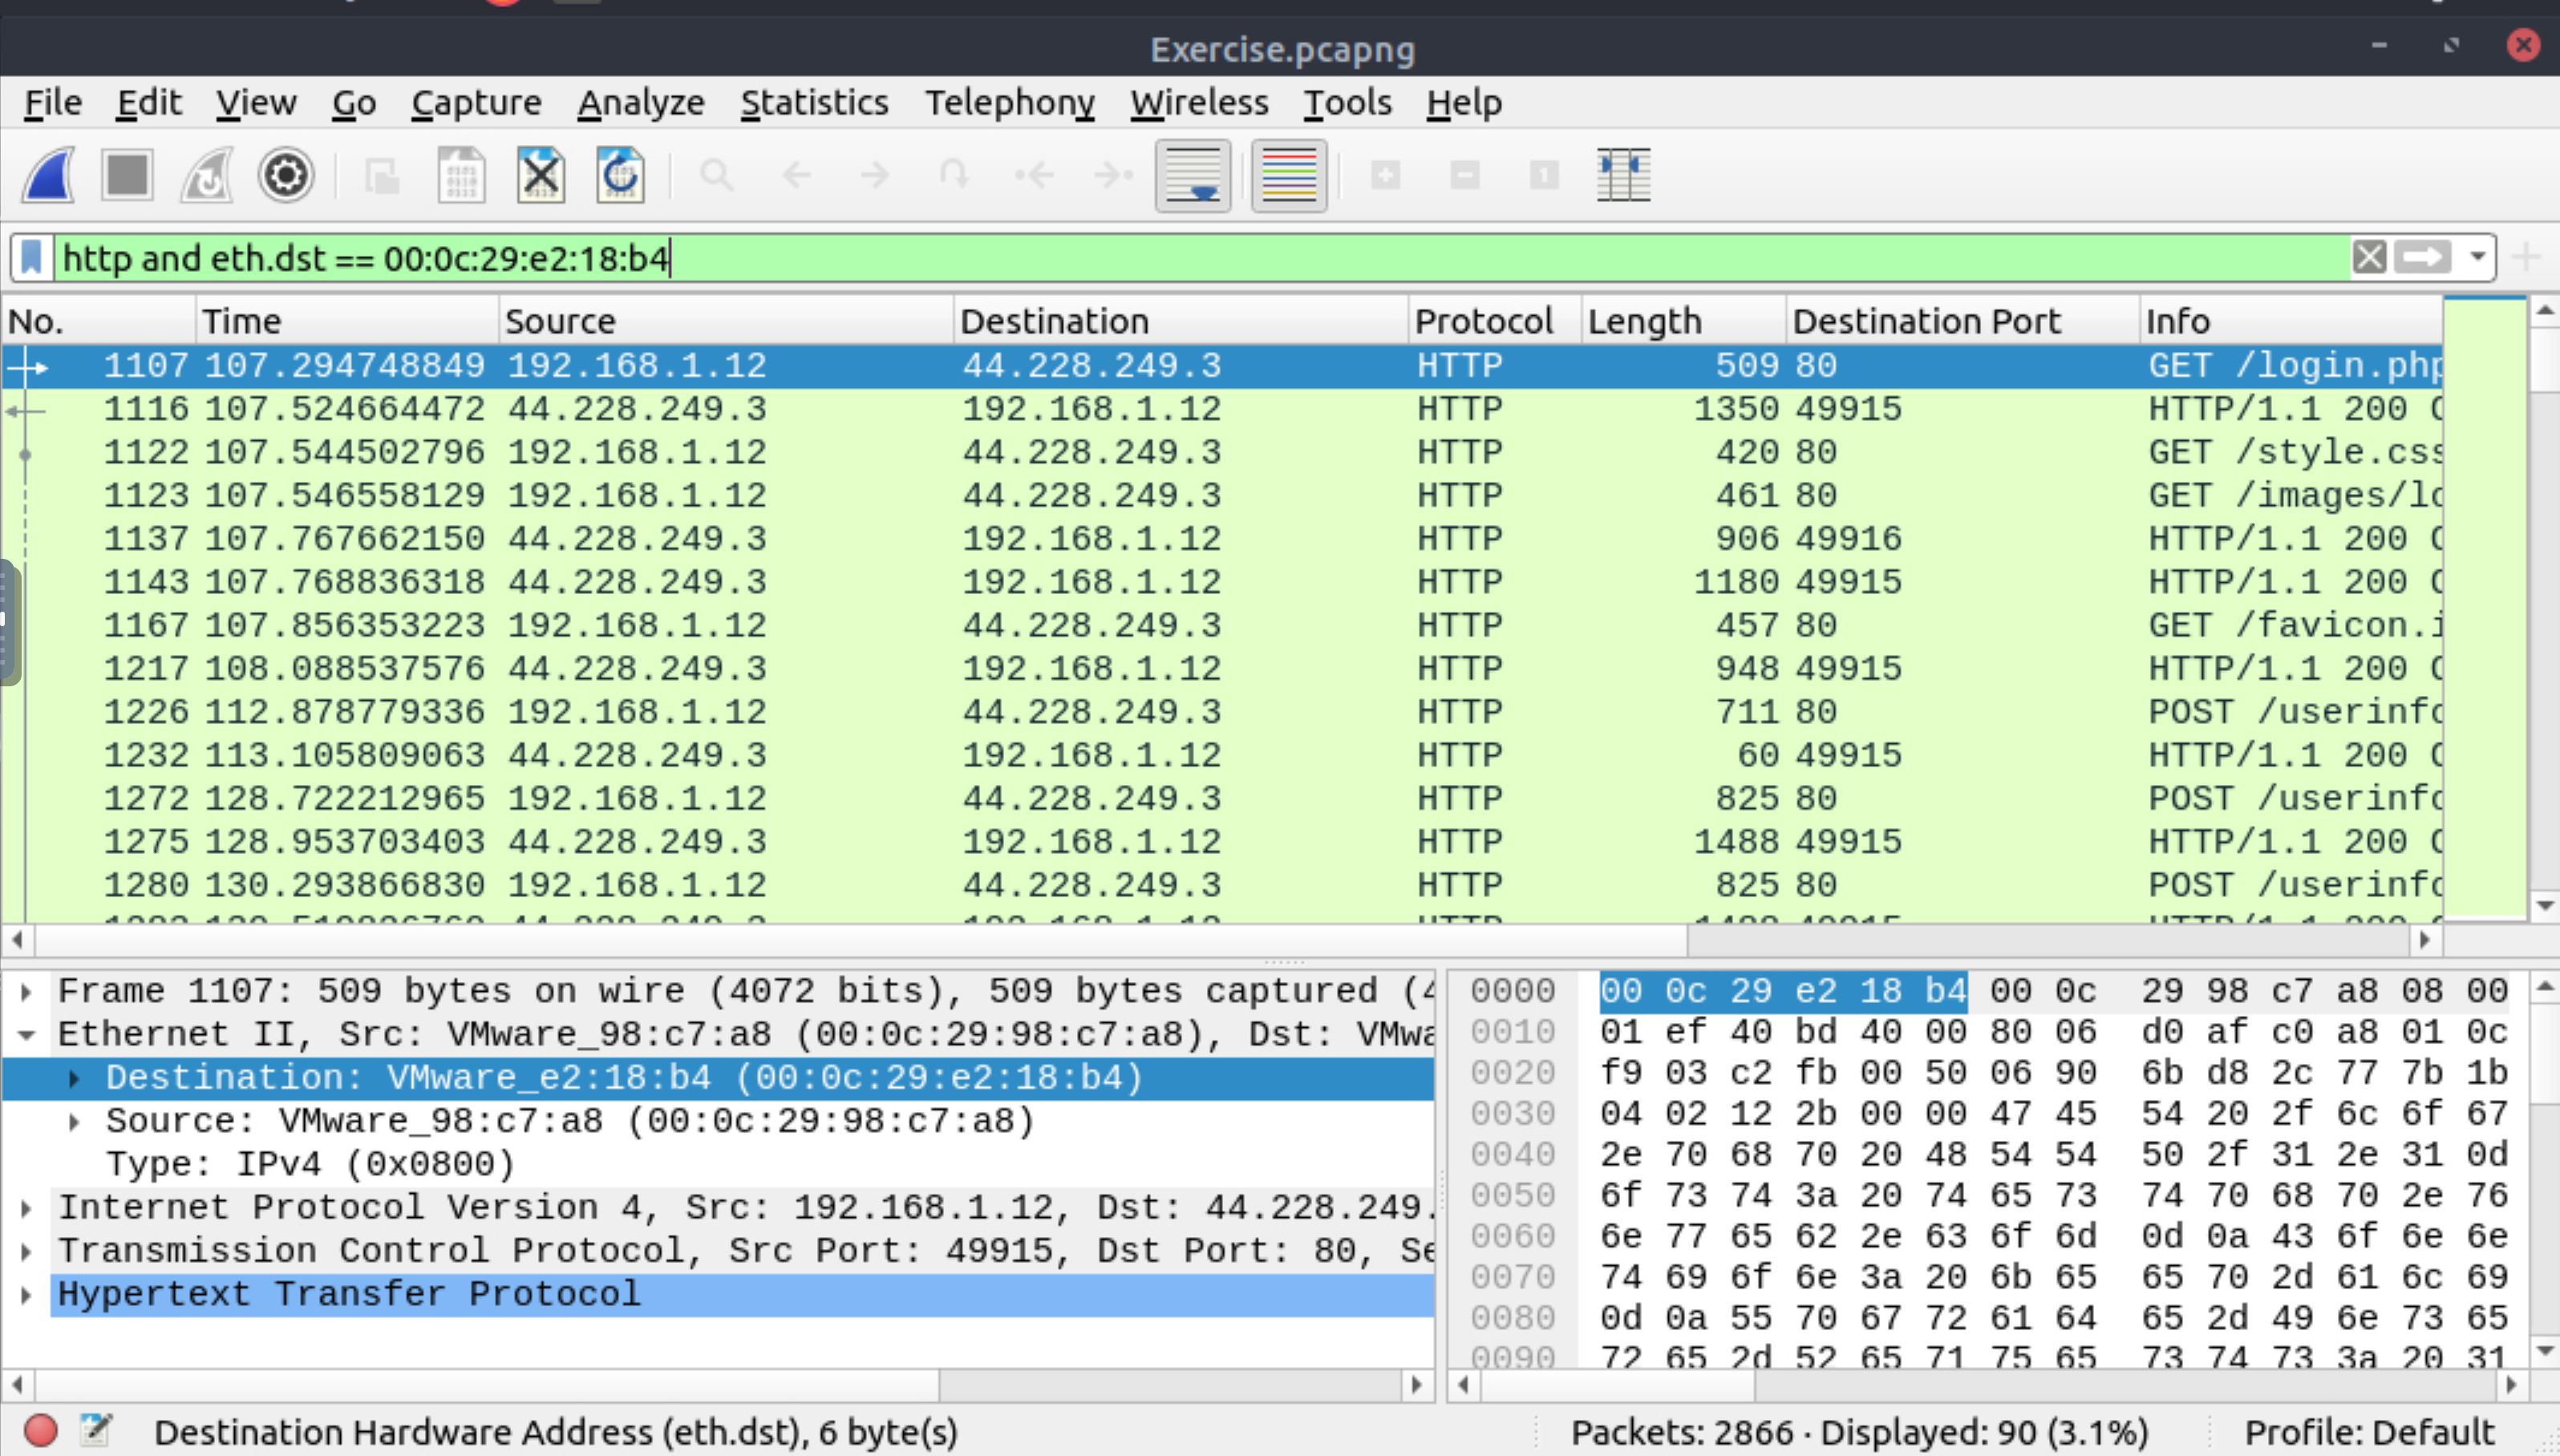 Exercise.pcapng
File Edit View Go Capture Analyze Statistics Telephony Wireless Tools Help
http and eth.dst == 00:0c:29:e2:18:b4
No. Time Source Destination Protocol Length Destination Port Info
1107 107.294748849 192.168.1.12 44.228.249.3 HTTP 509 80 GET /login.php
1116 107.524664472 44.228.249.3 192.168.1.12 HTTP 1350 49915 HTTP/1.1 200
1122 107.544502796 192.168.1.12 44.228.249.3 HTTP 420 80 GET /style.css
1123 107.546558129 192.168.1.12 44.228.249.3 HTTP 461 80 GET /images/lo
1137 107.767662150 44.228.249.3 192.168.1.12 HTTP 906 49916 HTTP/1.1 200
1143 107.768836318 44.228.249.3 192.168.1.12 HTTP 1180 49915 HTTP/1.1 200
1167 107.856353223 192.168.1.12 44.228.249.3 HTTP 457 80 GET /favicon.i
1217 108.088537576 44.228.249.3 192.168.1.12 HTTP 948 49915 HTTP/1.1 200
1226 112.878779336 192.168.1.12 44.228.249.3 HTTP 711 80 POST /userinfo
1232 113.105809063 44.228.249.3 192.168.1.12 HTTP 60 49915 HTTP/1.1 200
1272 128.722212965 192.168.1.12 44.228.249.3 HTTP 825 80 POST /userinfo
1275 128.953703403 44.228.249.3 192.168.1.12 HTTP 1488 49915 HTTP/1.1 200
1280 130.293866830 192.168.1.12 44.228.249.3 HTTP 825 80 POST /userinfo
Frame 1107: 509 bytes on wire (4072 bits), 509 bytes captured (4
Ethernet II, Src: VMware_98:c7:a8 (00:0c:29:98:c7:a8), Dst: VMwa
Destination: VMware_e2:18:b4 (00:0c:29:e2:18:b4)
Source: VMware_98:c7:a8 (00:0c:29:98:c7:a8)
Type: IPv4 (0x0800)
Internet Protocol Version 4, Src: 192.168.1.12, Dst: 44.228.249.
Transmission Control Protocol, Src Port: 49915, Dst Port: 80, Se
Hypertext Transfer Protocol
0000 00 0c 29 e2 18 b4 00 0c 29 98 c7 a8 08 00
0010 01 ef 40 bd 40 00 80 06 d0 af c0 a8 01 0c
0020 f9 03 c2 fb 00 50 06 90 6b d8 2c 77 7b 1b
0030 04 02 12 2b 00 00 47 45 54 20 2f 6c 6f 67
0040 2e 70 68 70 20 48 54 54 50 2f 31 2e 31 0d
0050 6f 73 74 3a 20 74 65 73 74 70 68 70 2e 76
0060 6e 77 65 62 2e 63 6f 6d 0d 0a 43 6f 6e 6e
0070 74 69 6f 6e 3a 20 6b 65 65 70 2d 61 6c 69
0080 0d 0a 55 70 67 72 61 64 65 2d 49 6e 73 65
0090 72 65 2d 52 65 71 75 65 73 74 73 3a 20 31
Destination Hardware Address (eth.dst), 6 byte(s)
Packets: 2866 · Displayed: 90 (3.1%)
Profile: Default